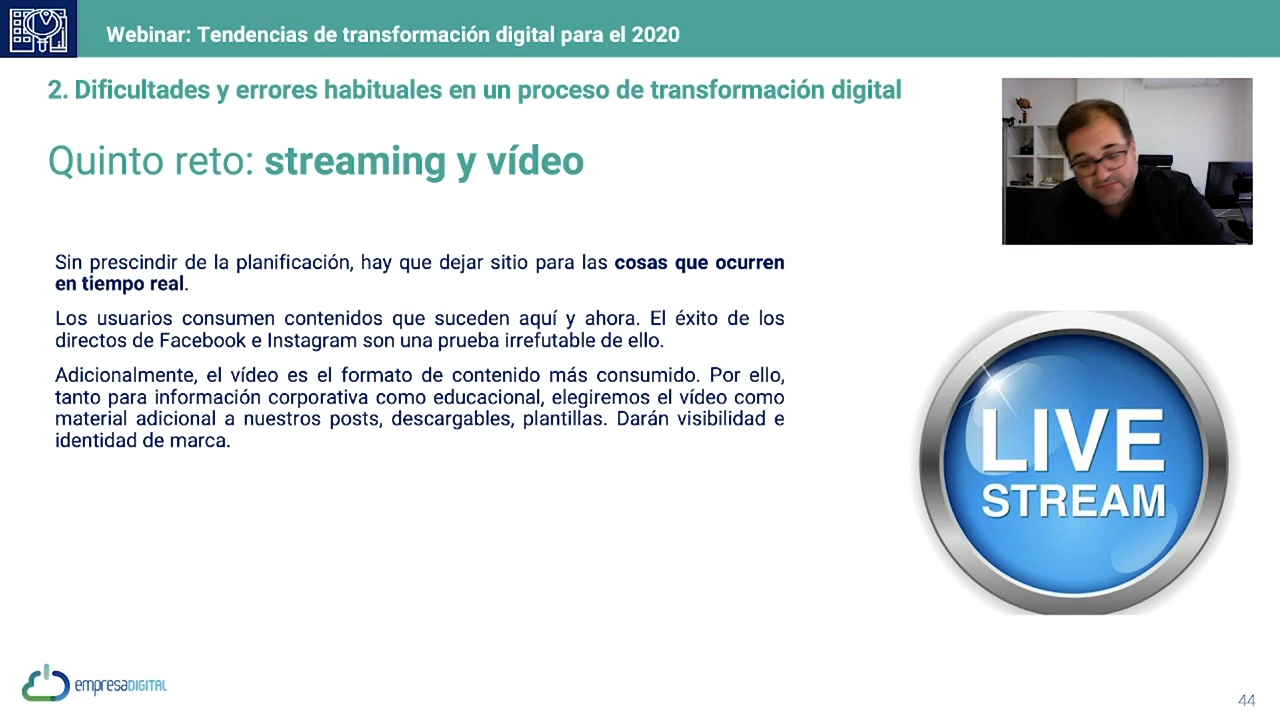 Webinar: Tendencias de transformación digital para el 2020
2. Dificultades y errores habituales en un proceso de transformación digital
Quinto reto: streaming y vídeo
Sin prescindir de la planificación, hay que dejar sitio para las cosas que ocurren
en tiempo real.
Los usuarios consumen contenidos que suceden aquí y ahora. El éxito de los
directos de Facebook e Instagram son una prueba irrefutable de ello.
Adicionalmente, el vídeo es el formato de contenido más consumido. Por ello,
tanto para información corporativa como educacional, elegiremos el vídeo como
material adicional a nuestros posts, descargables, plantillas. Darán visibilidad e
identidad de marca.
LIVE
STREAM
empresaDIGITAL
44